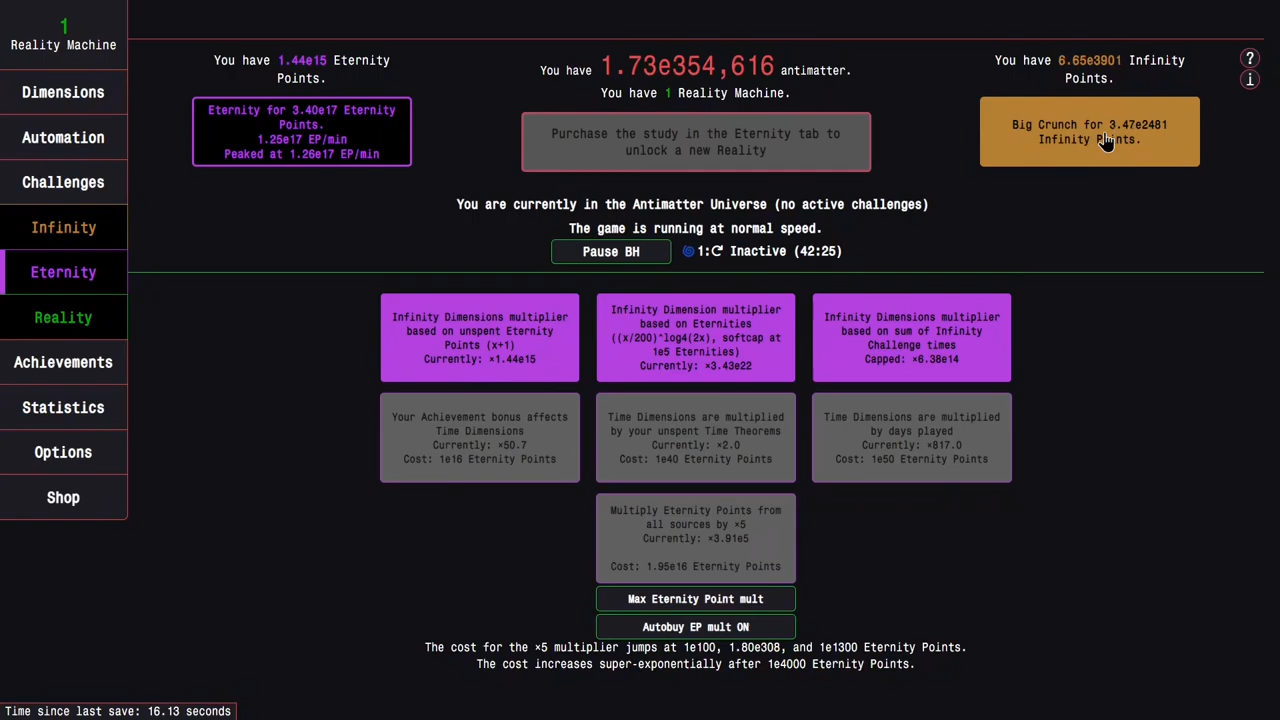 1
Reality Machine
Dimensions
Automation
Challenges
Infinity
Eternity
Reality
Achievements
Statistics
Options
Shop
You have 1.44e15 Eternity
Points.
Eternity for 3.40e17 Eternity
Points.
1.25e17 EP/min
Peaked at 1.26e17 EP/min
You have 1.73e354,616 antimatter.
You have 1 Reality Machine.
Purchase the study in the Eternity tab to
unlock a new Reality
You have 6.65e3901 Infinity
Points.
Big Crunch for 3.47e2481
Infinity Points.
?
i
You are currently in the Antimatter Universe (no active challenges)
The game is running at normal speed.
Pause BH
1: Inactive (42:25)
Infinity Dimensions multiplier
based on unspent Eternity
Points (x+1)
Currently: ×1.44e15
Infinity Dimension multiplier
based on Eternities
((x/200)^log4(2x), softcap at
1e5 Eternities)
Currently: ×3.43e22
Infinity Dimensions multiplier
based on sum of Infinity
Challenge times
Capped: ×6.38e14
Your Achievement bonus affects
Time Dimensions
Currently: ×50.7
Cost: 1e16 Eternity Points
Time Dimensions are multiplied
by your unspent Time Theorems
Currently: ×2.0
Cost: 1e40 Eternity Points
Time Dimensions are multiplied
by days played
Currently: ×817.0
Cost: 1e50 Eternity Points
Multiply Eternity Points from
all sources by ×5
Currently: ×3.91e5
Cost: 1.95e16 Eternity Points
Max Eternity Point mult
Autobuy EP mult ON
The cost for the ×5 multiplier jumps at 1e100, 1.80e308, and 1e1300 Eternity Points.
The cost increases super-exponentially after 1e4000 Eternity Points.
Time since last save: 16.13 seconds